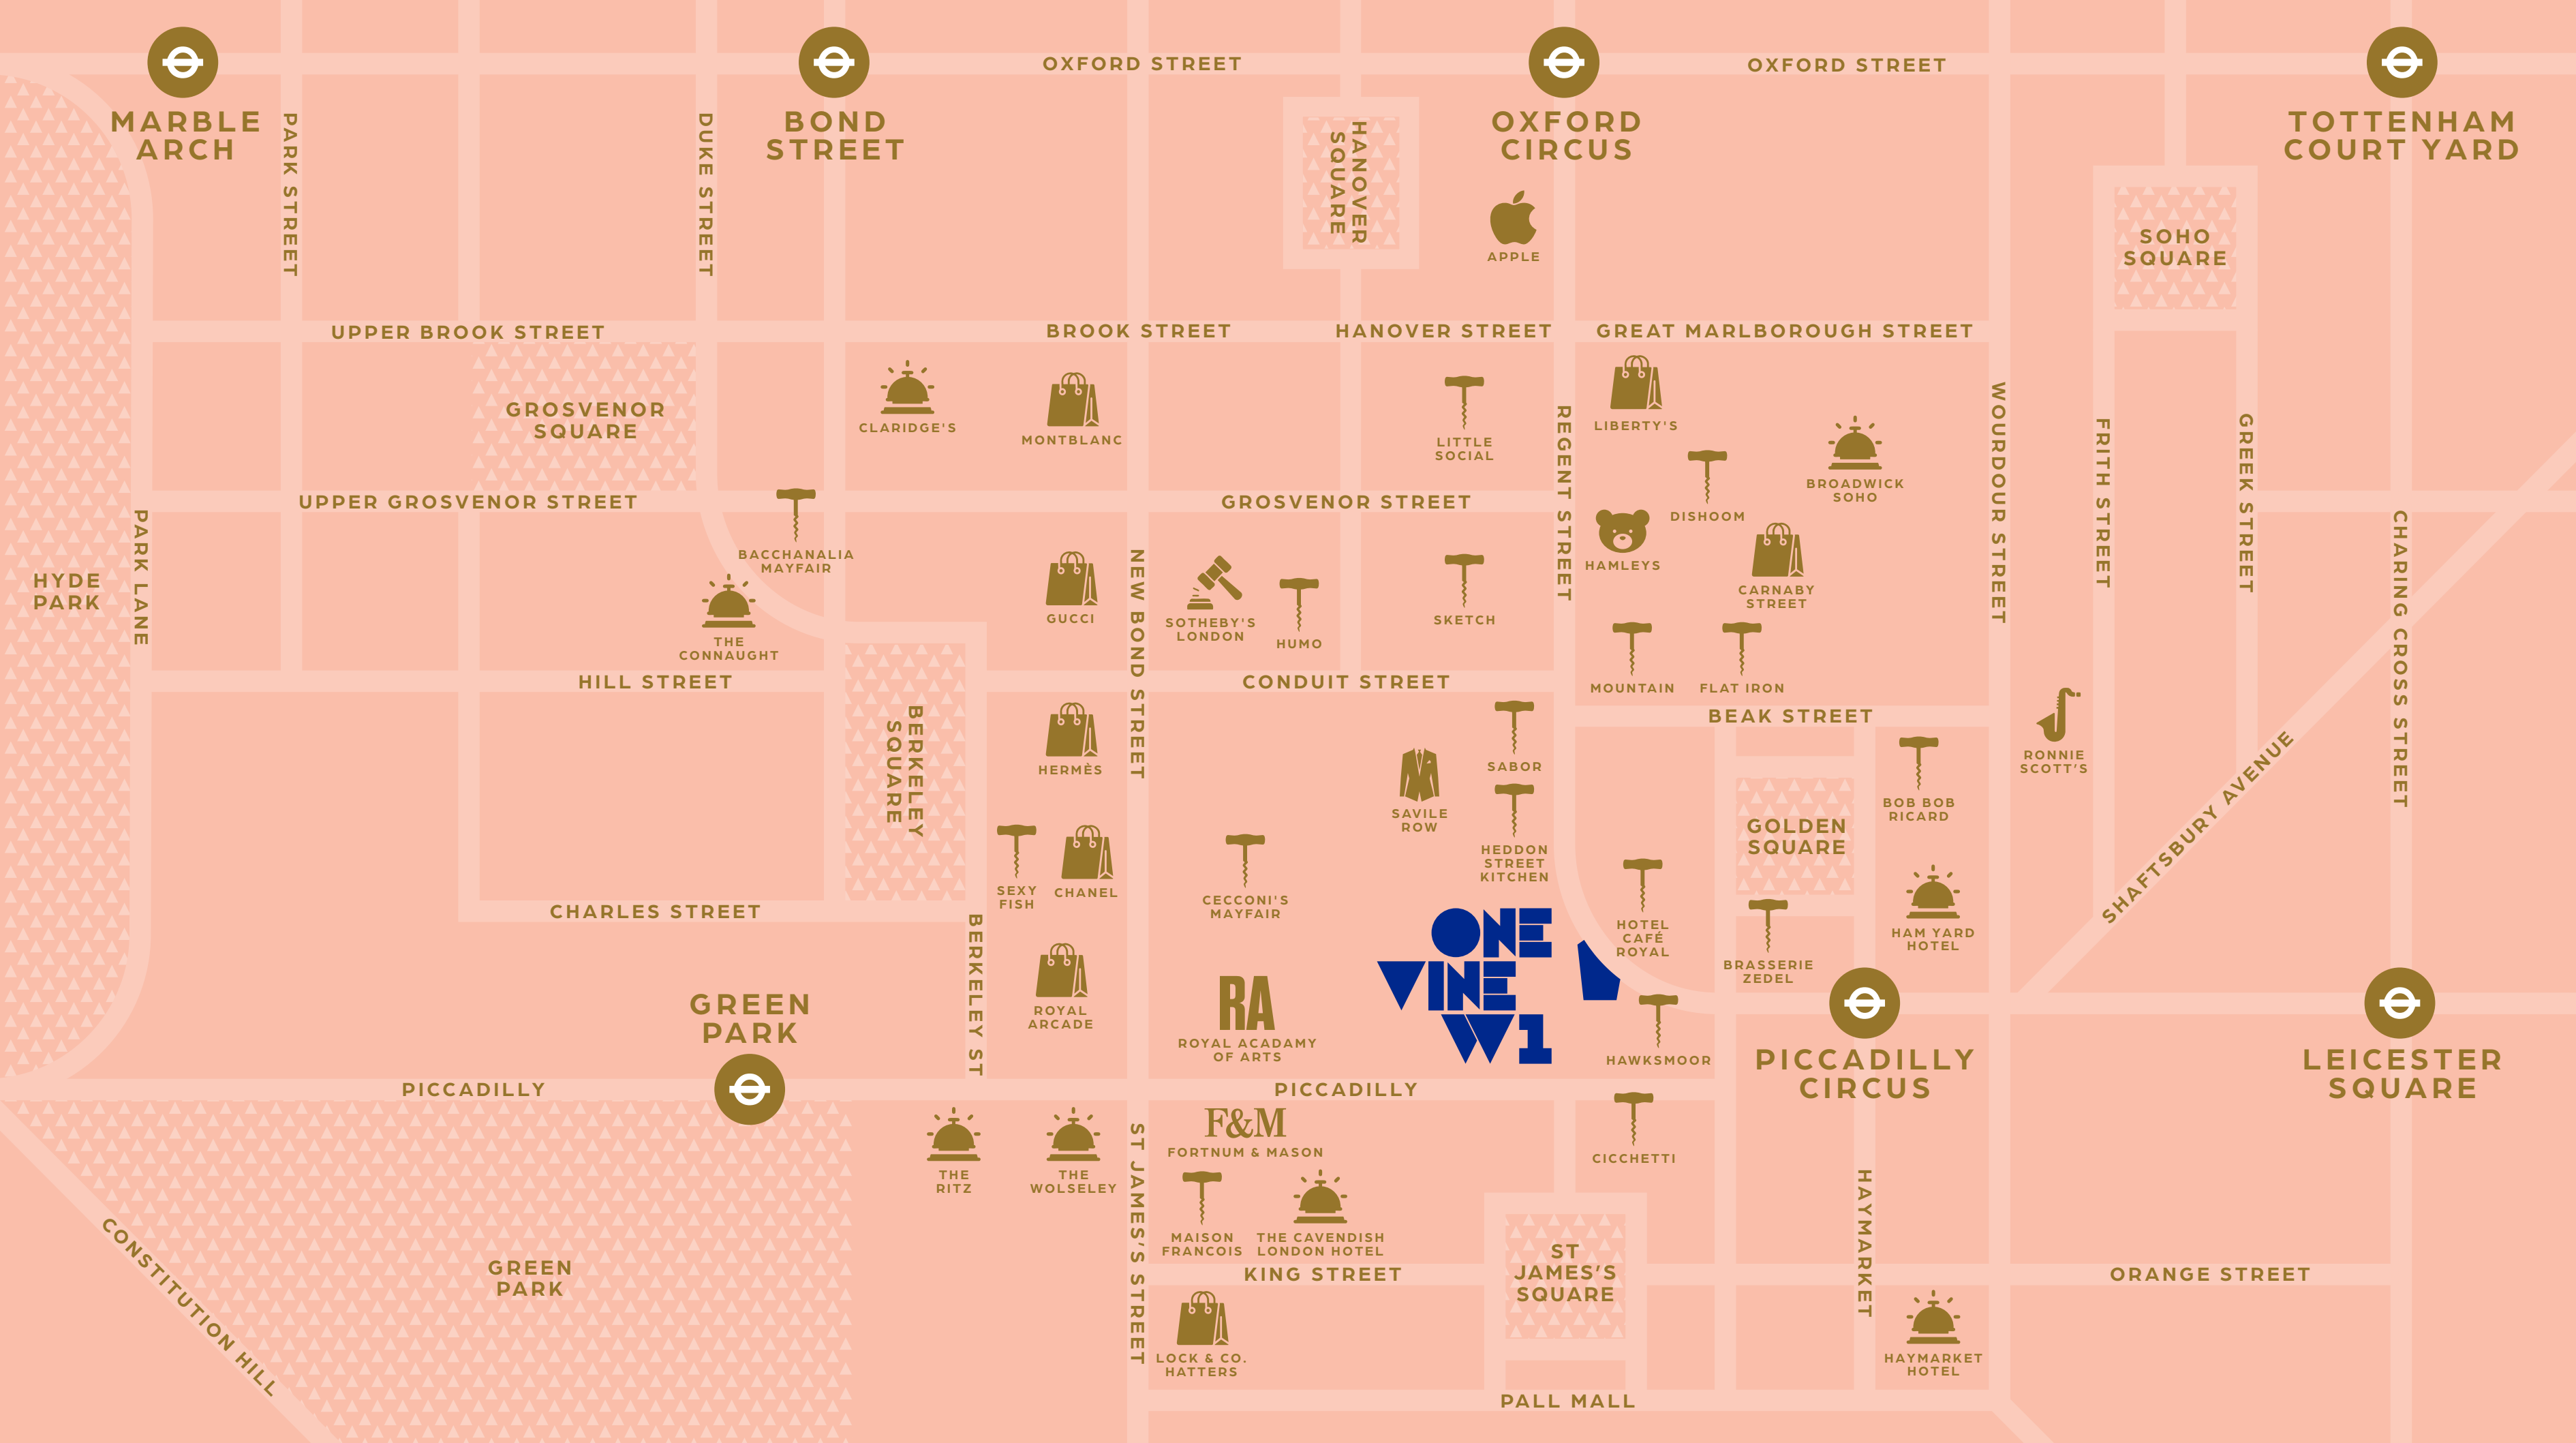 OXFORD STREET
OXFORD STREET
MARBLE
ARCH
PARK STREET
DUKE STREET
BOND
STREET
HANOVER
SQUARE
OXFORD
CIRCUS
TOTTENHAM
COURT YARD
APPLE
SOHO
SQUARE
UPPER BROOK STREET
BROOK STREET
HANOVER STREET
GREAT MARLBOROUGH STREET
GROSVENOR
SQUARE
CLARIDGE'S
MONTBLANC
LITTLE
SOCIAL
LIBERTY'S
BROADWICK
SOHO
DISHOOM
REGENT STREET
WOURDOUR STREET
FRITH STREET
GREEK STREET
CHARING CROSS STREET
UPPER GROSVENOR STREET
GROSVENOR STREET
HYDE
PARK
PARK LANE
BACCHANALIA
MAYFAIR
THE
CONNAUGHT
GUCCI
NEW BOND STREET
SOTHEBY'S
LONDON
HUMO
SKETCH
HAMLEYS
CARNABY
STREET
MOUNTAIN
FLAT IRON
HILL STREET
CONDUIT STREET
BEAK STREET
BERKELEY
SQUARE
HERMÈS
SAVILE
ROW
SABOR
HEDDON
STREET
KITCHEN
GOLDEN
SQUARE
BOB BOB
RICARD
RONNIE
SCOTT'S
SHAFTSBURY AVENUE
SEXY
FISH
CHANEL
CECCONI'S
MAYFAIR
CHARLES STREET
BERKELEY ST
HOTEL
CAFÉ
ROYAL
BRASSERIE
ZEDEL
HAM YARD
HOTEL
ONE
VINE
W1
ROYAL
ARCADE
RA
ROYAL ACADAMY
OF ARTS
HAWKSMOOR
GREEN
PARK
PICCADILLY
CIRCUS
LEICESTER
SQUARE
PICCADILLY
PICCADILLY
THE
RITZ
THE
WOLSELEY
ST JAMES'S STREET
F&M
FORTNUM & MASON
CICCHETTI
MAISON
FRANCOIS
THE CAVENDISH
LONDON HOTEL
HAYMARKET
CONSTITUTION HILL
GREEN
PARK
KING STREET
ST
JAMES'S
SQUARE
ORANGE STREET
LOCK & CO.
HATTERS
HAYMARKET
HOTEL
PALL MALL